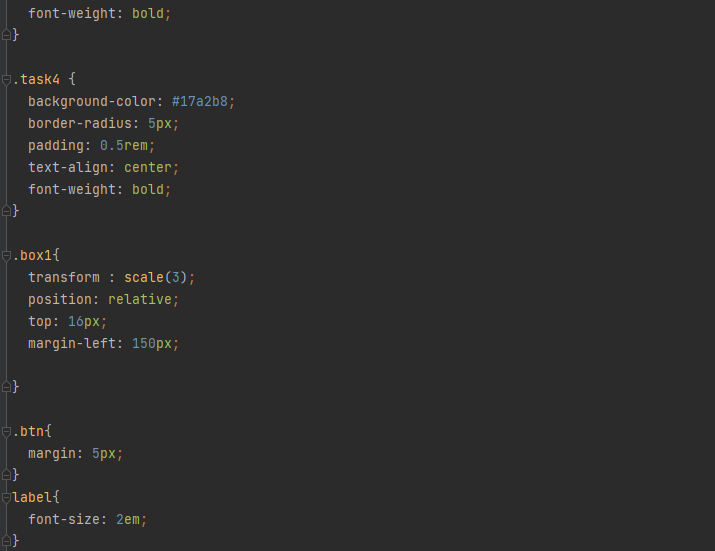 font-weight: bold;
}
.task4 {
background-color: #17a2b8;
border-radius: 5px;
padding: 0.5rem;
text-align: center;
font-weight: bold;
}
.box1{
transform : scale(3);
position: relative;
top: 16px;
margin-left: 150px;
}
.btn{
margin: 5px;
}
label{
font-size: 2em;
}